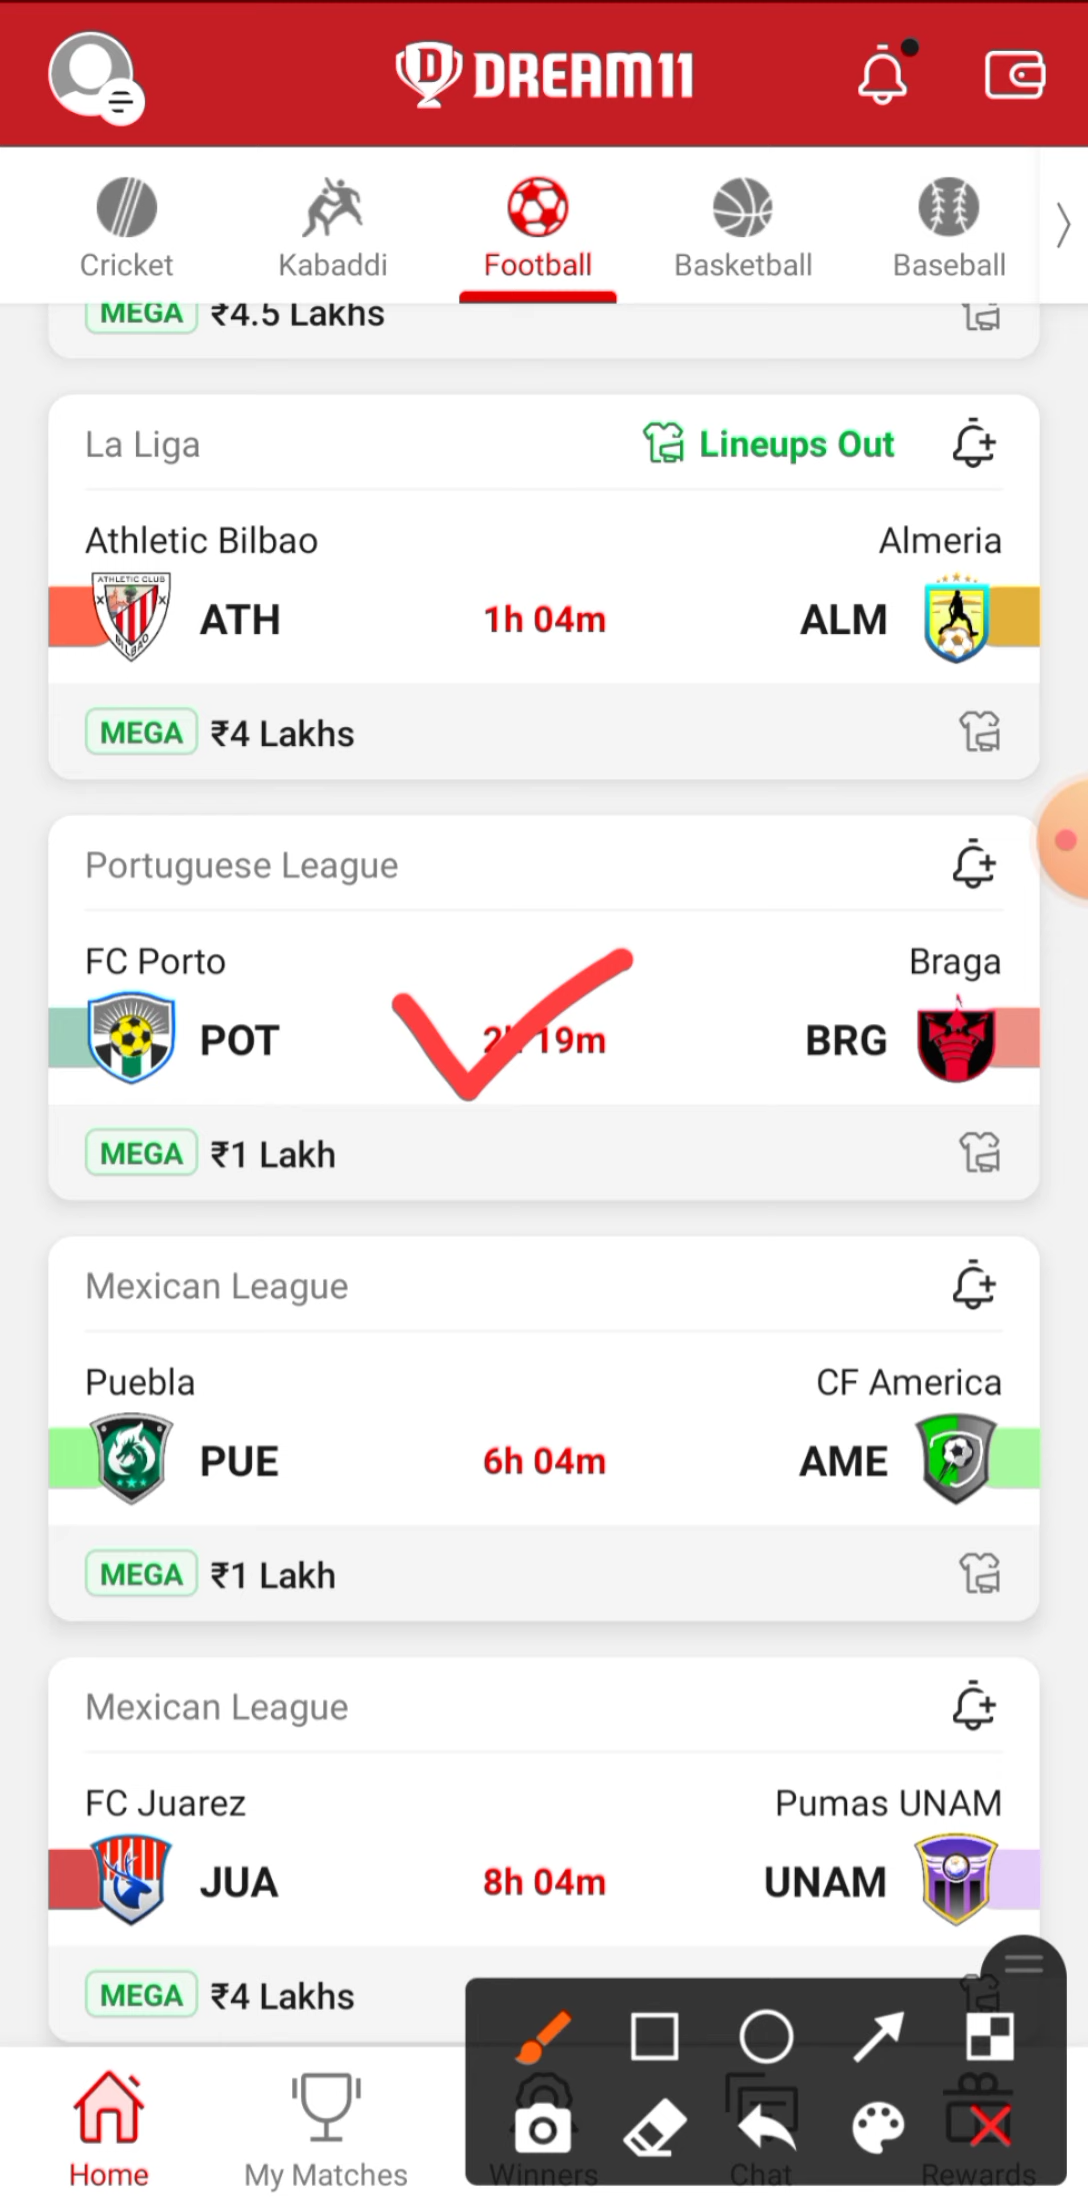 DREAM11
Cricket
Kabaddi
Football
Basketball
Baseball
MEGA ₹4.5 Lakhs
La Liga
Lineups Out
Athletic Bilbao
Almeria
ATHLETIC CLUB
BILBAO
ATH
1h 04m
ALM
MEGA ₹4 Lakhs
Portuguese League
FC Porto
Braga
POT
19m
BRG
MEGA ₹1 Lakh
Mexican League
Puebla
CF America
PUE
6h 04m
AME
MEGA ₹1 Lakh
Mexican League
FC Juarez
Pumas UNAM
JUA
8h 04m
UNAM
MEGA ₹4 Lakhs
Home
My Matches
Winners
Chat
Rewards